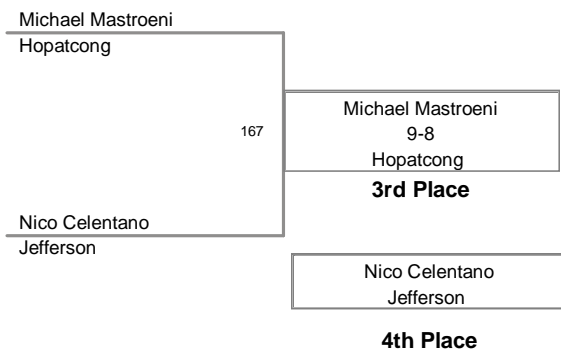 Michael Mastroeni
Hopatcong
167
Michael Mastroeni
9-8
Hopatcong
3rd Place
Nico Celentano
Jefferson
Nico Celentano
Jefferson
4th Place